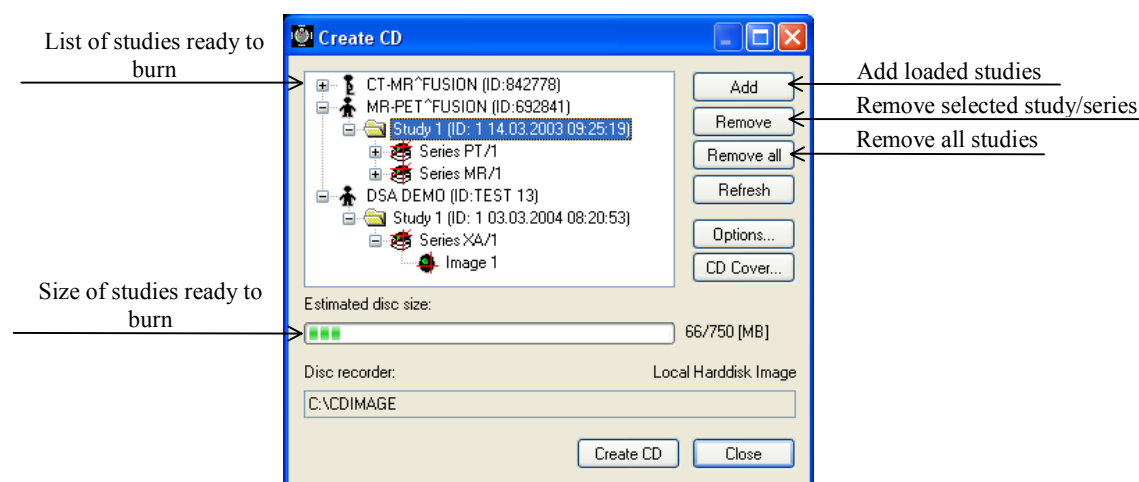 List of studies ready to
burn
Create CD
CT-MR^FUSION (ID:842778)
MR-PET^FUSION (ID:692841)
Study 1 (ID: 1 14.03.2003 09:25:19)
Series PT/1
Series MR/1
DSA DEMO (ID:TEST 13)
Study 1 (ID: 1 03.03.2004 08:20:53)
Series XA/1
Image 1
Add
Remove
Remove all
Refresh
Options...
CD Cover...
Add loaded studies
Remove selected study/series
Remove all studies
Size of studies ready to
burn
Estimated disc size:
66/750 [MB]
Disc recorder:
Local Harddisk Image
C:\CDIMAGE
Create CD
Close